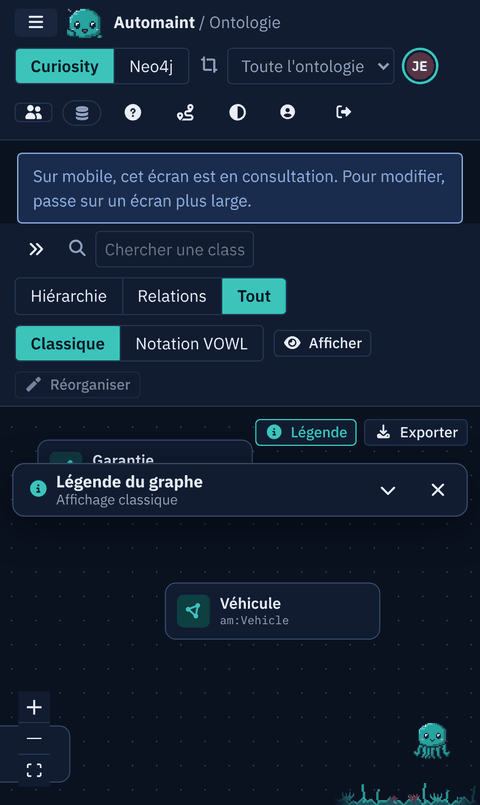 Automaint / Ontologie
Curiosity
Neo4j
Toute l'ontologie
JE
Sur mobile, cet écran est en consultation. Pour modifier,
passe sur un écran plus large.
Chercher une class
Hiérarchie
Relations
Tout
Classique
Notation VOWL
Afficher
Réorganiser
Légende
Exporter
Garantie
Légende du graphe
Affichage classique
Véhicule
am:Vehicle